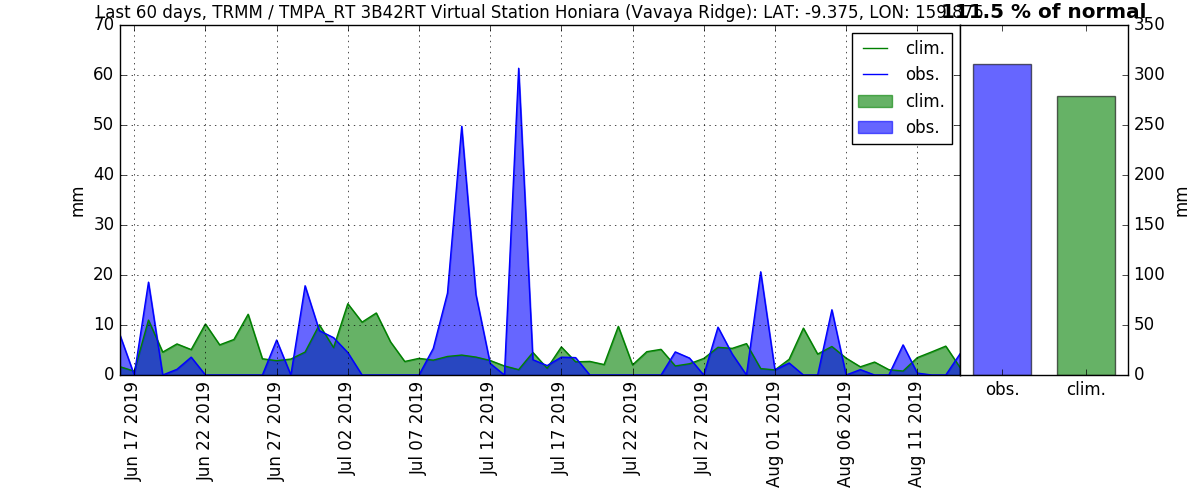 Last 60 days, TRMM / TMPA_RT 3B42RT Virtual Station Honiara (Vavaya Ridge): LAT: -9.375, LON: 159.875
111.5 % of normal
70
60
50
40
30
20
10
0
mm
clim.
obs.
clim.
obs.
350
300
250
200
150
100
50
0
mm
obs.
clim.
Jun 17 2019
Jun 22 2019
Jun 27 2019
Jul 02 2019
Jul 07 2019
Jul 12 2019
Jul 17 2019
Jul 22 2019
Jul 27 2019
Aug 01 2019
Aug 06 2019
Aug 11 2019